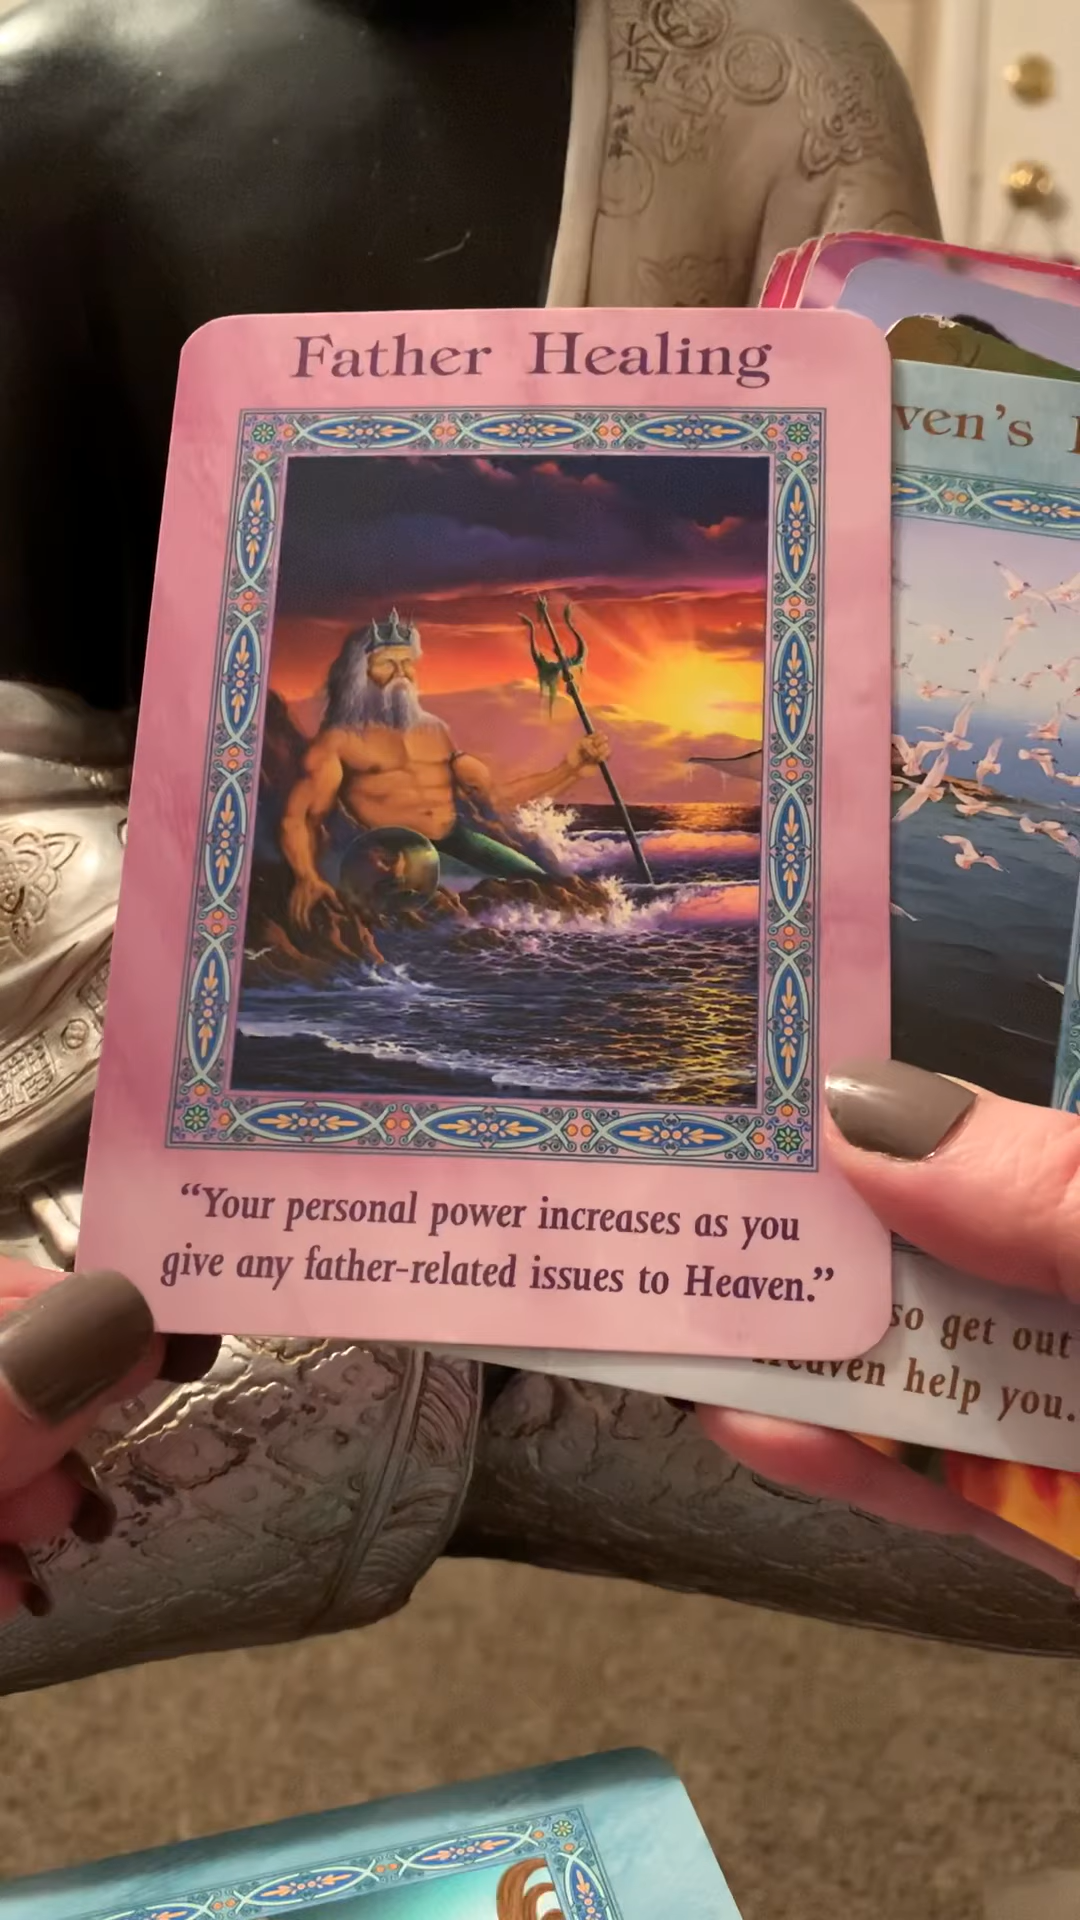 Father Healing
ven's
"Your personal power increases as you
give any father-related issues to Heaven."
so get out
Heaven help you.